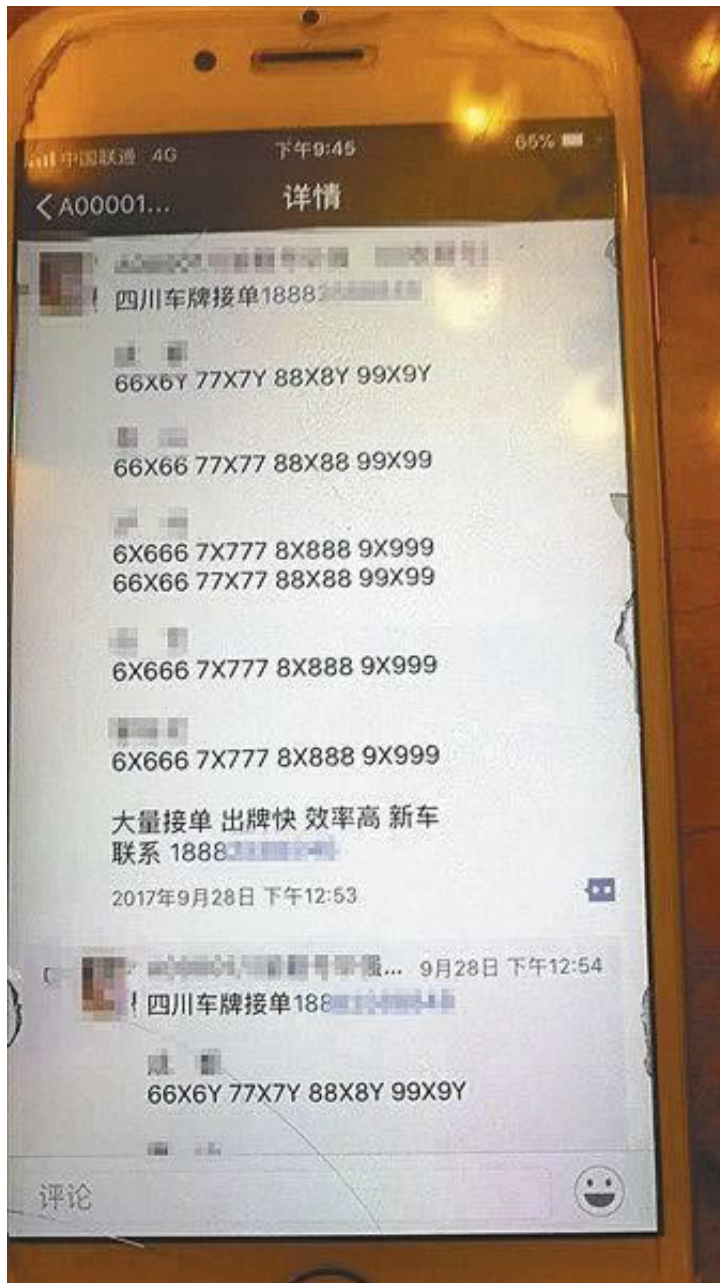 中国联通 4G 下午9:45 66%
A00001... 详情
四川车牌接单1888
66X6Y 77X7Y 88X8Y 99X9Y
66X66 77X77 88X88 99X99
6X666 7X777 8X888 9X999
66X66 77X77 88X88 99X99
6X666 7X777 8X888 9X999
6X666 7X777 8X888 9X999
大量接单 出牌快 效率高 新车
联系 1888
2017年9月28日 下午12:53
... 9月28日 下午12:54
四川车牌接单188
66X6Y 77X7Y 88X8Y 99X9Y
评论